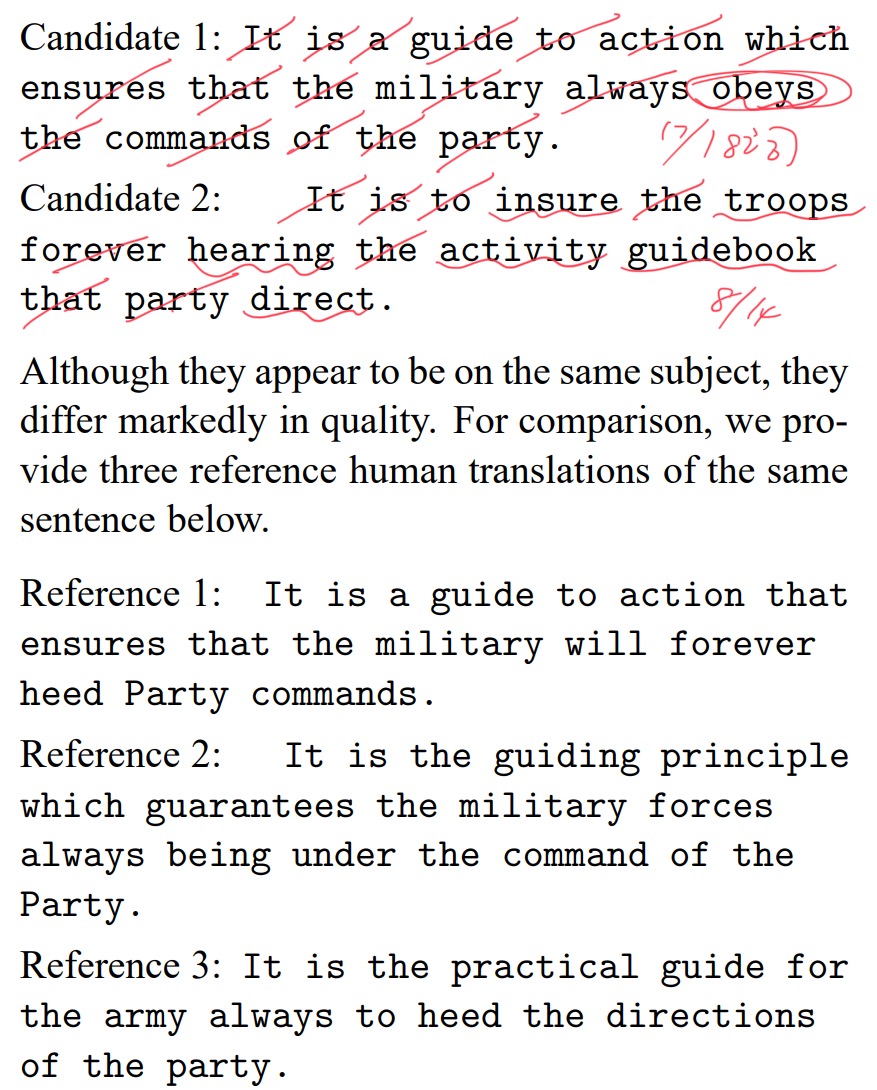 Candidate 1: It is a guide to action which
ensures that the military always obeys
the commands of the party.
17/18
Candidate 2: It is to insure the troops
forever hearing the activity guidebook
that party direct.
8/14
Although they appear to be on the same subject, they
differ markedly in quality. For comparison, we pro-
vide three reference human translations of the same
sentence below.
Reference 1: It is a guide to action that
ensures that the military will forever
heed Party commands.
Reference 2: It is the guiding principle
which guarantees the military forces
always being under the command of the
Party.
Reference 3: It is the practical guide for
the army always to heed the directions
of the party.